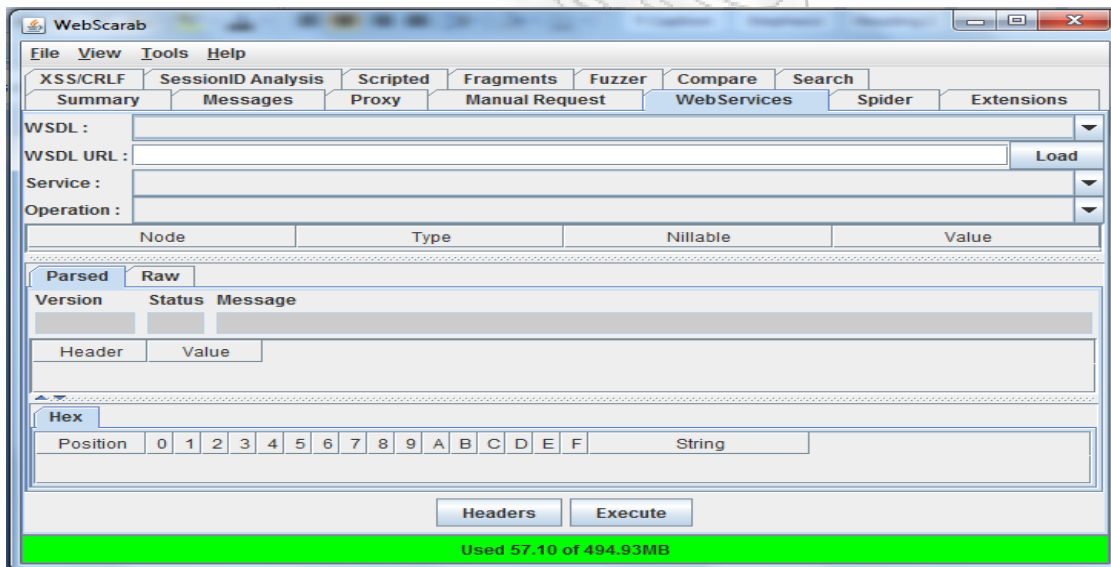 WebScarab
File View Tools Help
XSS/CRLF SessionID Analysis Scripted Fragments Fuzzer Compare Search
Summary Messages Proxy Manual Request WebServices Spider Extensions
WSDL :
WSDL URL : Load
Service :
Operation :
Node Type Nillable Value
Parsed Raw
Version Status Message
Header Value
Hex
Position 0 1 2 3 4 5 6 7 8 9 A B C D E F String
Headers Execute
Used 57.10 of 494.93MB